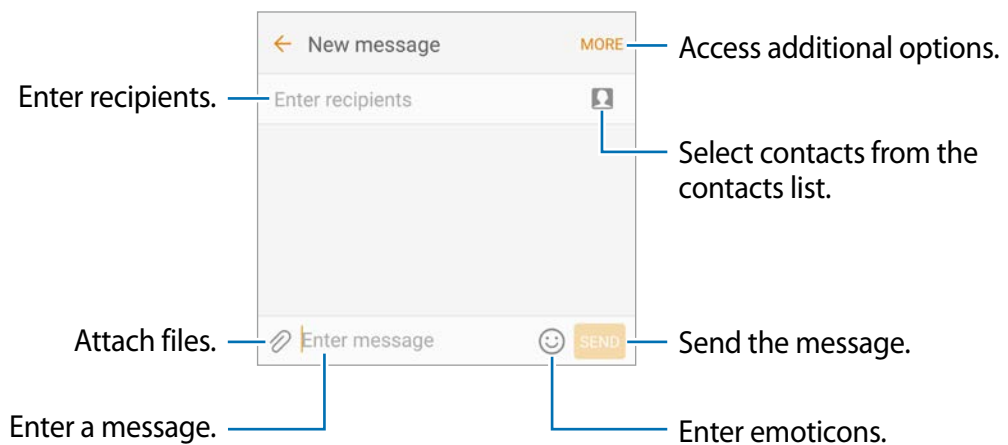 New message
MORE
Access additional options.
Enter recipients.
Enter recipients
Select contacts from the
contacts list.
Attach files.
Enter message
SEND
Send the message.
Enter a message.
Enter emoticons.